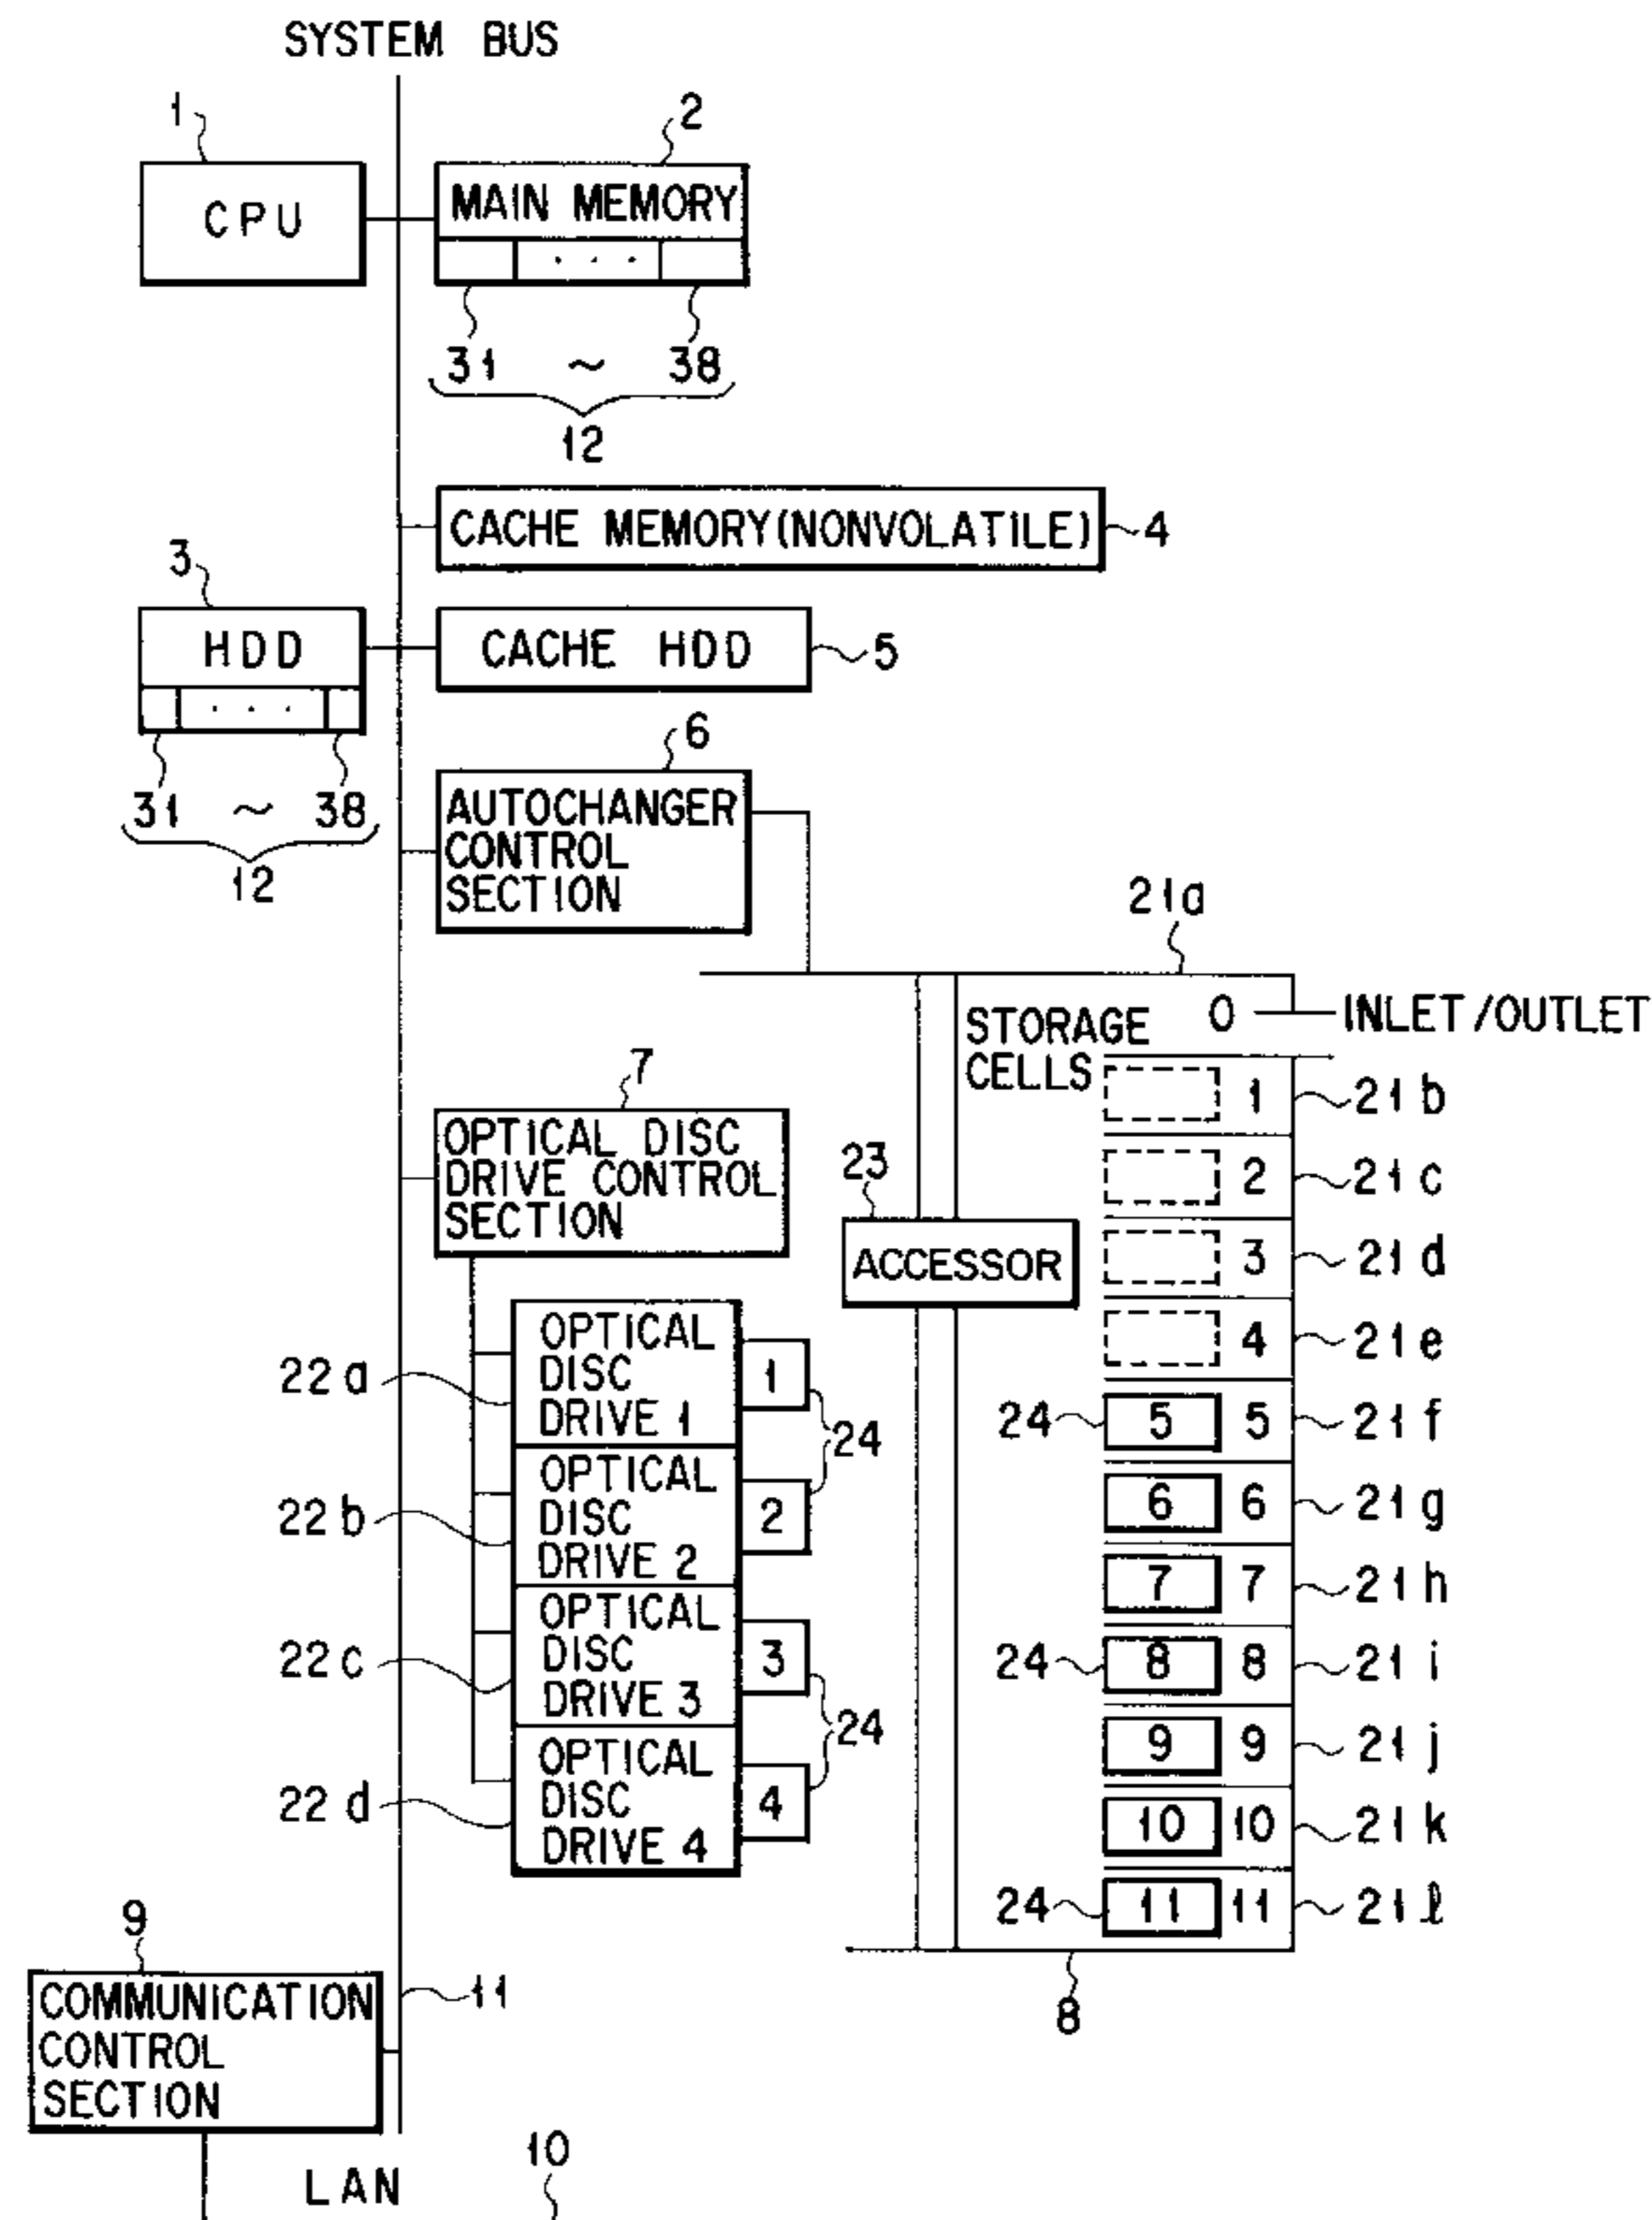 SYSTEM BUS
1
2
CPU
MAIN MEMORY
. . .
31 ~ 38
12
CACHE MEMORY(NONVOLATILE)
4
3
HDD
. . .
CACHE HDD
5
31 ~ 38
12
6
AUTOCHANGER
CONTROL
SECTION
21a
0
INLET/OUTLET
STORAGE
CELLS
1
21b
2
21c
3
21d
4
21e
24
5
5
21f
6
6
21g
7
7
21h
24
8
8
21i
9
9
21j
10
10
21k
24
11
11
21ℓ
8
23
ACCESSOR
7
OPTICAL DISC
DRIVE CONTROL
SECTION
22a
OPTICAL
DISC
DRIVE 1
1
24
22b
OPTICAL
DISC
DRIVE 2
2
22c
OPTICAL
DISC
DRIVE 3
3
24
22d
OPTICAL
DISC
DRIVE 4
4
9
COMMUNICATION
CONTROL
SECTION
11
LAN
10